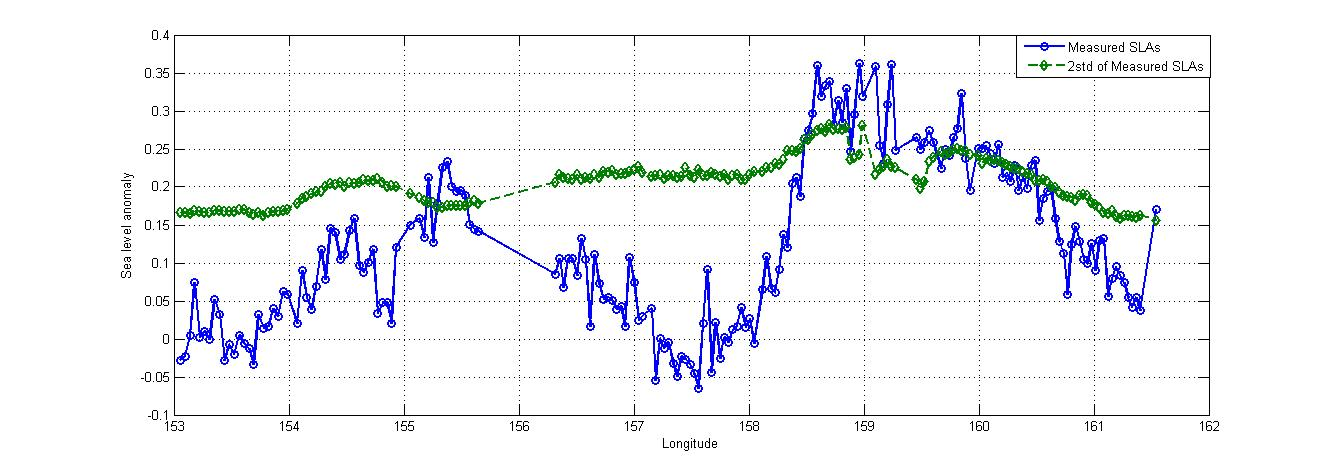 0.4
0.35
0.3
0.25
0.2
0.15
0.1
0.05
0
-0.05
-0.1
Sea level anomaly
Measured SLAs
2std of Measured SLAs
153 154 155 156 157 158 159 160 161 162
Longitude